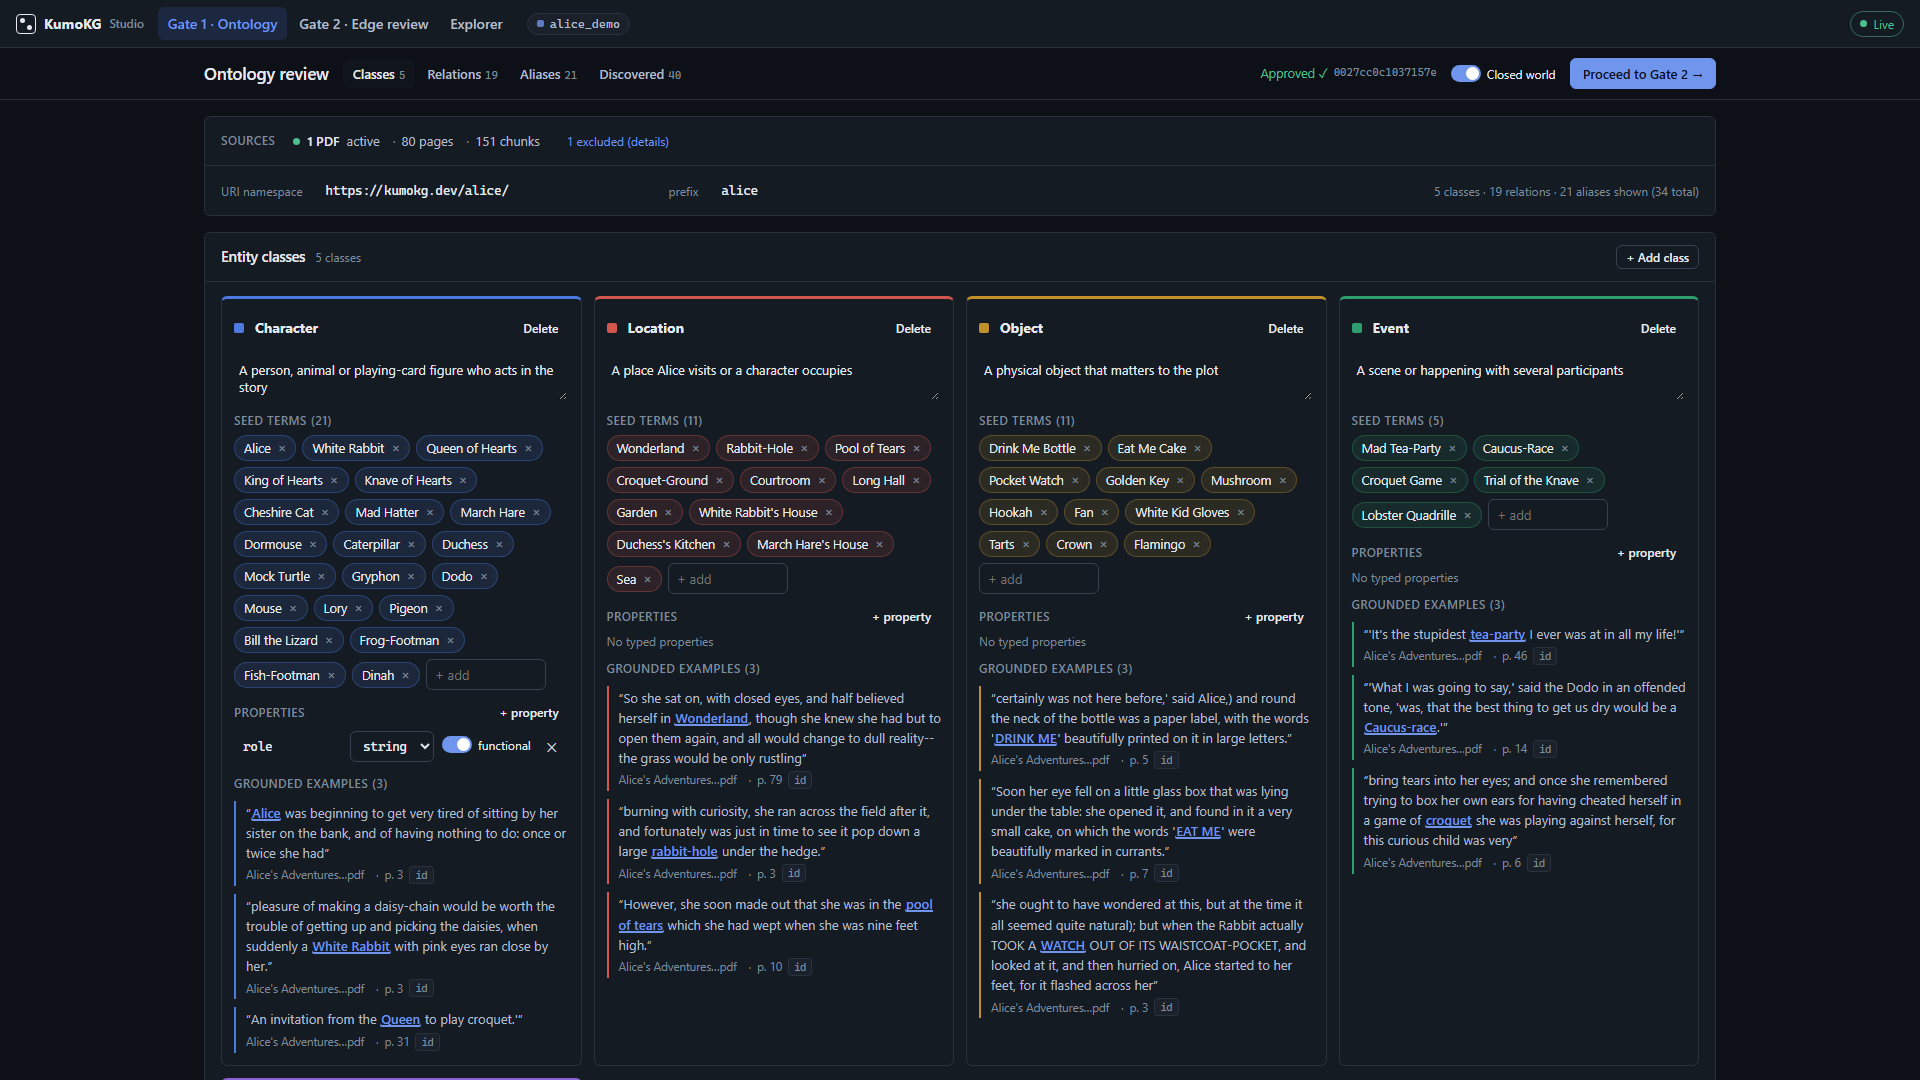 KumoKG Studio Gate 1 · Ontology Gate 2 · Edge review Explorer alice_demo Live
Ontology review Classes 5 Relations 19 Aliases 21 Discovered 40 Approved ✓ 0027cc0c1037157e Closed world Proceed to Gate 2 →
SOURCES 1 PDF active · 80 pages · 151 chunks 1 excluded (details)
URI namespace https://kumokg.dev/alice/ prefix alice 5 classes · 19 relations · 21 aliases shown (34 total)
Entity classes 5 classes + Add class
Character Delete
A person, animal or playing-card figure who acts in the
story
SEED TERMS (21)
Alice × White Rabbit × Queen of Hearts ×
King of Hearts × Knave of Hearts ×
Cheshire Cat × Mad Hatter × March Hare ×
Dormouse × Caterpillar × Duchess ×
Mock Turtle × Gryphon × Dodo ×
Mouse × Lory × Pigeon ×
Bill the Lizard × Frog-Footman ×
Fish-Footman × Dinah × + add
PROPERTIES + property
role string functional ×
GROUNDED EXAMPLES (3)
“Alice was beginning to get very tired of sitting by her
sister on the bank, and of having nothing to do: once or
twice she had”
Alice's Adventures...pdf · p. 3 id
“pleasure of making a daisy-chain would be worth the
trouble of getting up and picking the daisies, when
suddenly a White Rabbit with pink eyes ran close by
her.”
Alice's Adventures...pdf · p. 3 id
“An invitation from the Queen to play croquet.'”
Alice's Adventures...pdf · p. 31 id
Location Delete
A place Alice visits or a character occupies
SEED TERMS (11)
Wonderland × Rabbit-Hole × Pool of Tears ×
Croquet-Ground × Courtroom × Long Hall ×
Garden × White Rabbit's House ×
Duchess's Kitchen × March Hare's House ×
Sea × + add
PROPERTIES + property
No typed properties
GROUNDED EXAMPLES (3)
“So she sat on, with closed eyes, and half believed
herself in Wonderland, though she knew she had but to
open them again, and all would change to dull reality--
the grass would be only rustling”
Alice's Adventures...pdf · p. 79 id
“burning with curiosity, she ran across the field after it,
and fortunately was just in time to see it pop down a
large rabbit-hole under the hedge.”
Alice's Adventures...pdf · p. 3 id
“However, she soon made out that she was in the pool
of tears which she had wept when she was nine feet
high.”
Alice's Adventures...pdf · p. 10 id
Object Delete
A physical object that matters to the plot
SEED TERMS (11)
Drink Me Bottle × Eat Me Cake ×
Pocket Watch × Golden Key × Mushroom ×
Hookah × Fan × White Kid Gloves ×
Tarts × Crown × Flamingo ×
+ add
PROPERTIES + property
No typed properties
GROUNDED EXAMPLES (3)
“certainly was not here before,' said Alice,) and round
the neck of the bottle was a paper label, with the words
'DRINK ME' beautifully printed on it in large letters.”
Alice's Adventures...pdf · p. 5 id
“Soon her eye fell on a little glass box that was lying
under the table: she opened it, and found in it a very
small cake, on which the words 'EAT ME' were
beautifully marked in currants.”
Alice's Adventures...pdf · p. 7 id
“she ought to have wondered at this, but at the time it
all seemed quite natural); but when the Rabbit actually
TOOK A WATCH OUT OF ITS WAISTCOAT-POCKET, and
looked at it, and then hurried on, Alice started to her
feet, for it flashed across her”
Alice's Adventures...pdf · p. 3 id
Event Delete
A scene or happening with several participants
SEED TERMS (5)
Mad Tea-Party × Caucus-Race ×
Croquet Game × Trial of the Knave ×
Lobster Quadrille × + add
PROPERTIES + property
No typed properties
GROUNDED EXAMPLES (3)
“'It's the stupidest tea-party I ever was at in all my life!'”
Alice's Adventures...pdf · p. 46 id
“'What I was going to say,' said the Dodo in an offended
tone, 'was, that the best thing to get us dry would be a
Caucus-race.'”
Alice's Adventures...pdf · p. 14 id
“bring tears into her eyes; and once she remembered
trying to box her own ears for having cheated herself in
a game of croquet she was playing against herself, for
this curious child was very”
Alice's Adventures...pdf · p. 6 id